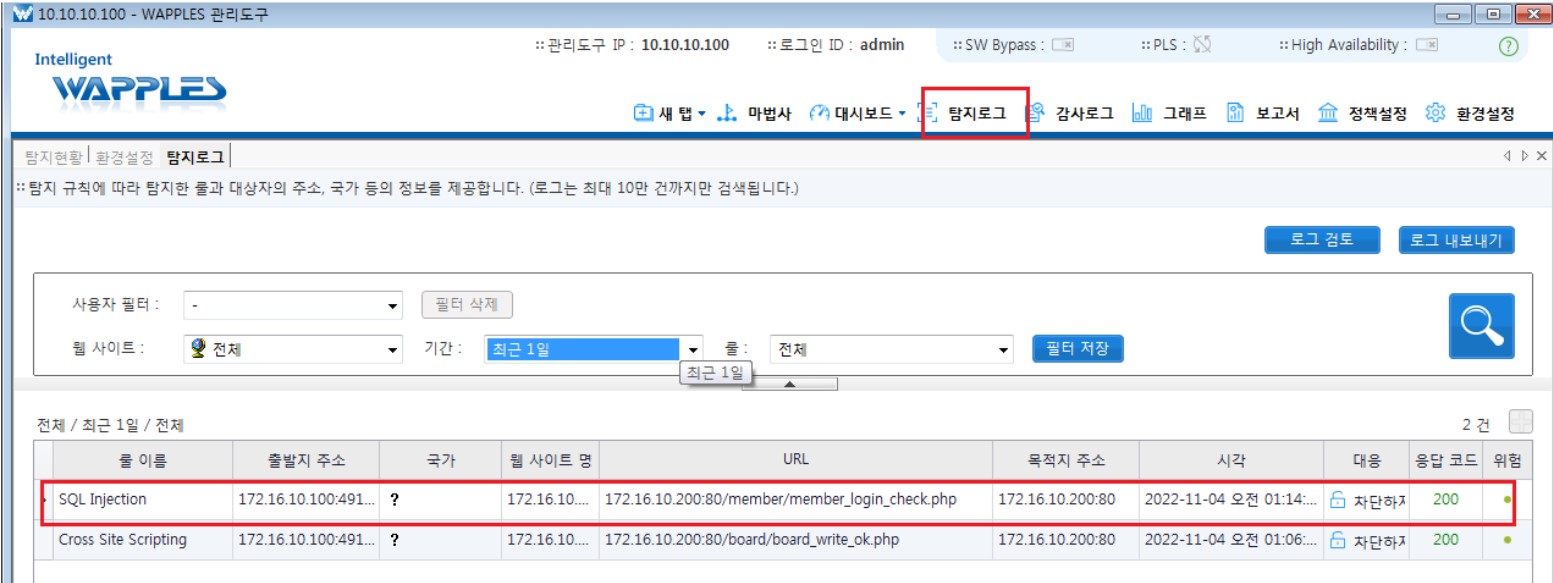 10.10.10.100 - WAPPLES 관리도구
Intelligent
WAPPLES
::관리도구 IP : 10.10.10.100 ::로그인 ID : admin ::SW Bypass : ::PLS : ::High Availability :
새 탭 마법사 대시보드 탐지로그 감사로그 그래프 보고서 정책설정 환경설정
탐지현황 환경설정 탐지로그
::탐지 규칙에 따라 탐지한 룰과 대상자의 주소, 국가 등의 정보를 제공합니다. (로그는 최대 10만 건까지만 검색됩니다.)
로그 검토 로그 내보내기
사용자 필터 : - 필터 삭제
웹 사이트 : 전체 기간 : 최근 1일 룰 : 전체 필터 저장
최근 1일
전체 / 최근 1일 / 전체 2 건
룰 이름 출발지 주소 국가 웹 사이트 명 URL 목적지 주소 시각 대응 응답 코드 위험
SQL Injection 172.16.10.100:491... ? 172.16.10.... 172.16.10.200:80/member/member_login_check.php 172.16.10.200:80 2022-11-04 오전 01:14:... 차단하지 200
Cross Site Scripting 172.16.10.100:491... ? 172.16.10.... 172.16.10.200:80/board/board_write_ok.php 172.16.10.200:80 2022-11-04 오전 01:06:... 차단하지 200